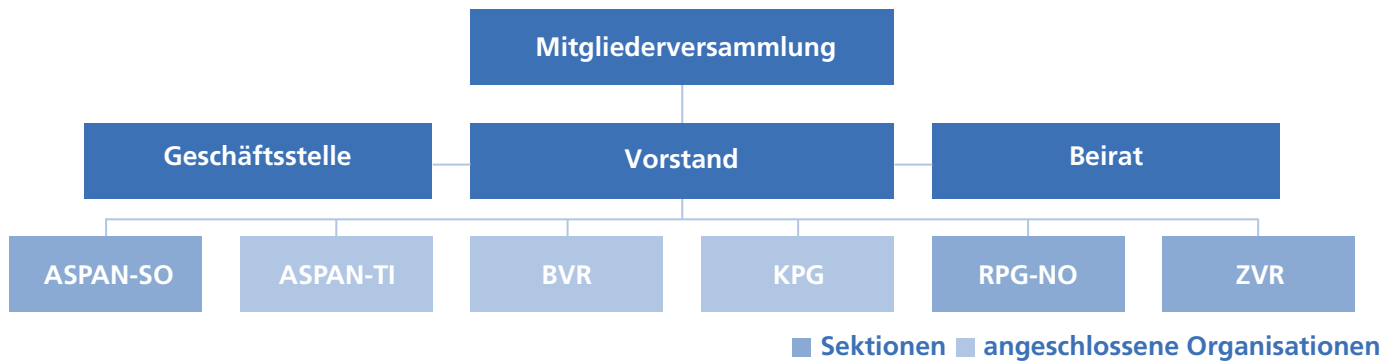 Mitgliederversammlung
Geschäftsstelle
Vorstand
Beirat
ASPAN-SO
ASPAN-TI
BVR
KPG
RPG-NO
ZVR
Sektionen
angeschlossene Organisationen